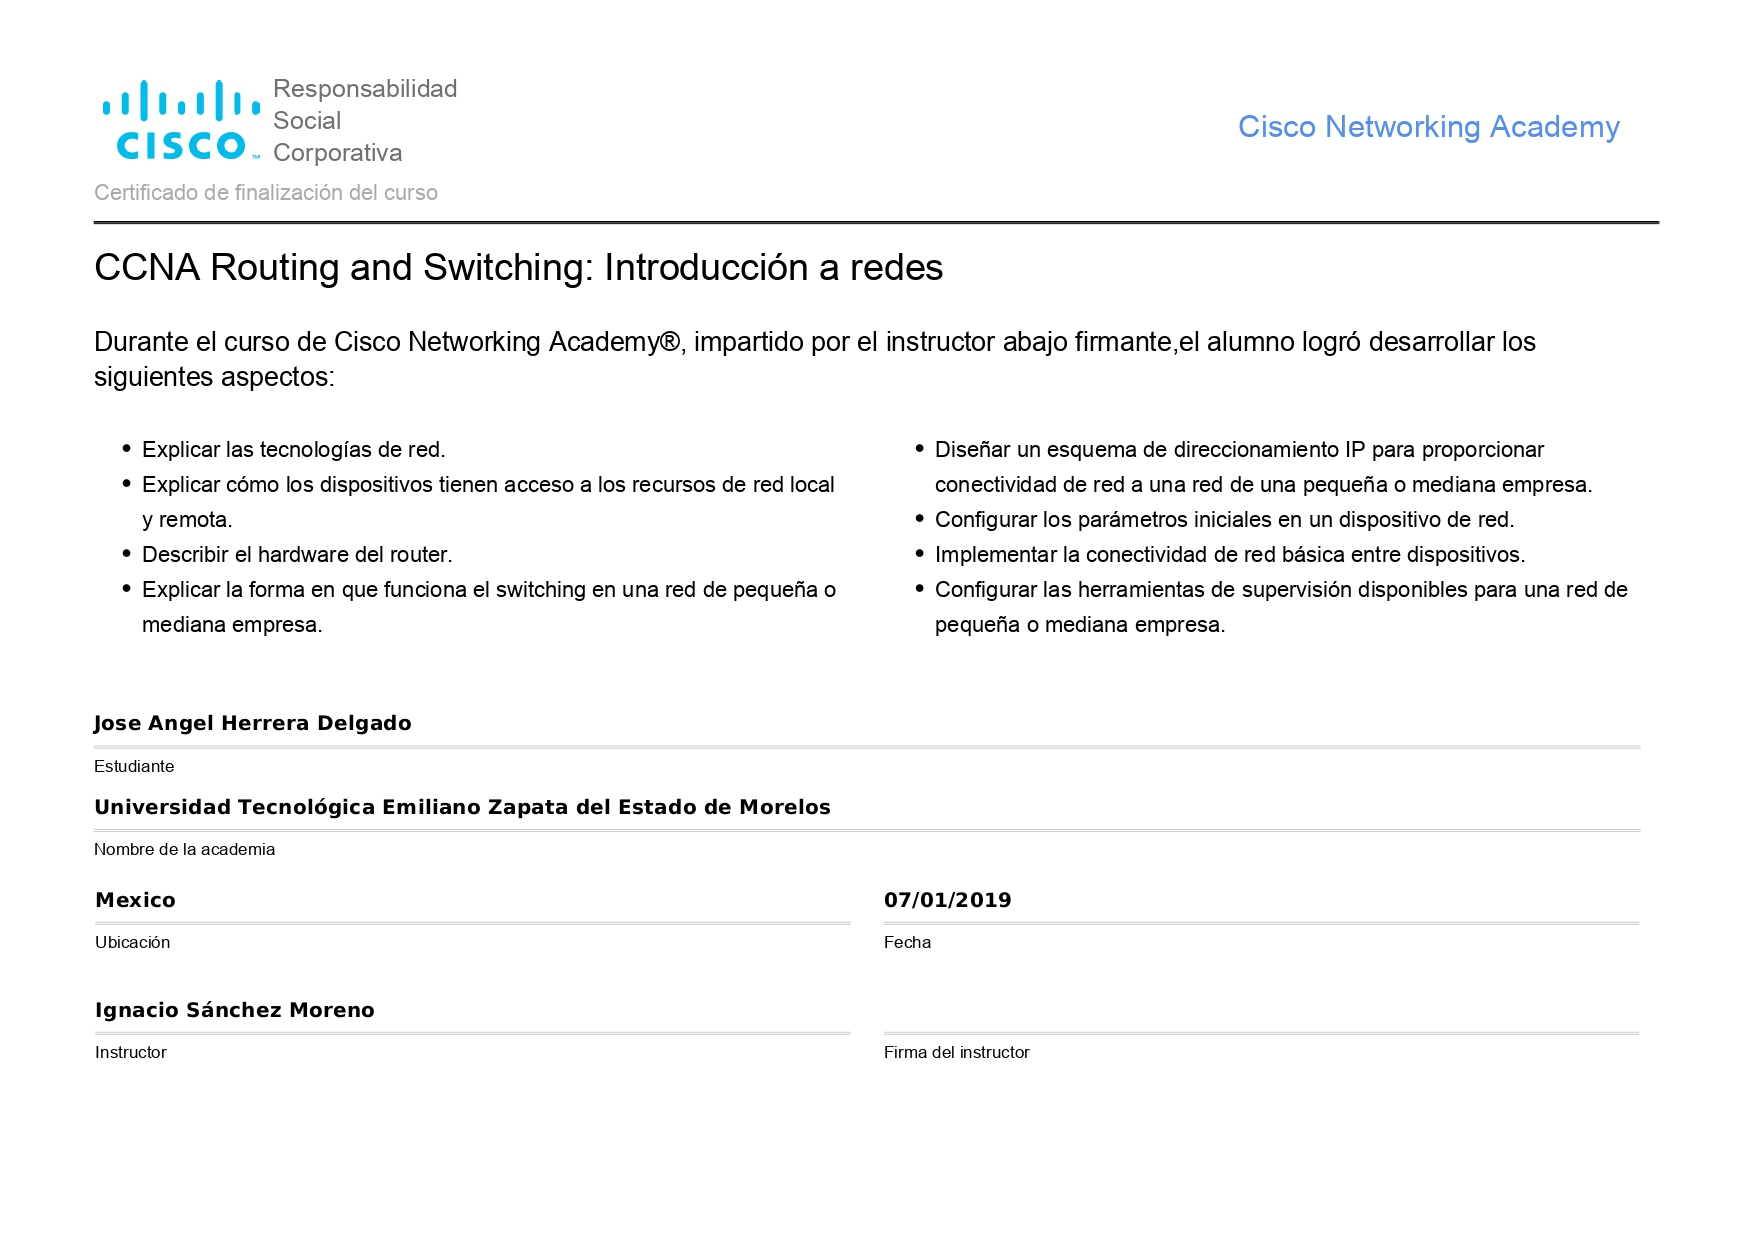 Responsabilidad
Social
Corporativa
CISCO™
Cisco Networking Academy
Certificado de finalización del curso
CCNA Routing and Switching: Introducción a redes
Durante el curso de Cisco Networking Academy®, impartido por el instructor abajo firmante,el alumno logró desarrollar los
siguientes aspectos:
• Explicar las tecnologías de red.
• Explicar cómo los dispositivos tienen acceso a los recursos de red local
y remota.
• Describir el hardware del router.
• Explicar la forma en que funciona el switching en una red de pequeña o
mediana empresa.
• Diseñar un esquema de direccionamiento IP para proporcionar
conectividad de red a una red de una pequeña o mediana empresa.
• Configurar los parámetros iniciales en un dispositivo de red.
• Implementar la conectividad de red básica entre dispositivos.
• Configurar las herramientas de supervisión disponibles para una red de
pequeña o mediana empresa.
Jose Angel Herrera Delgado
Estudiante
Universidad Tecnológica Emiliano Zapata del Estado de Morelos
Nombre de la academia
Mexico
Ubicación
07/01/2019
Fecha
Ignacio Sánchez Moreno
Instructor
Firma del instructor